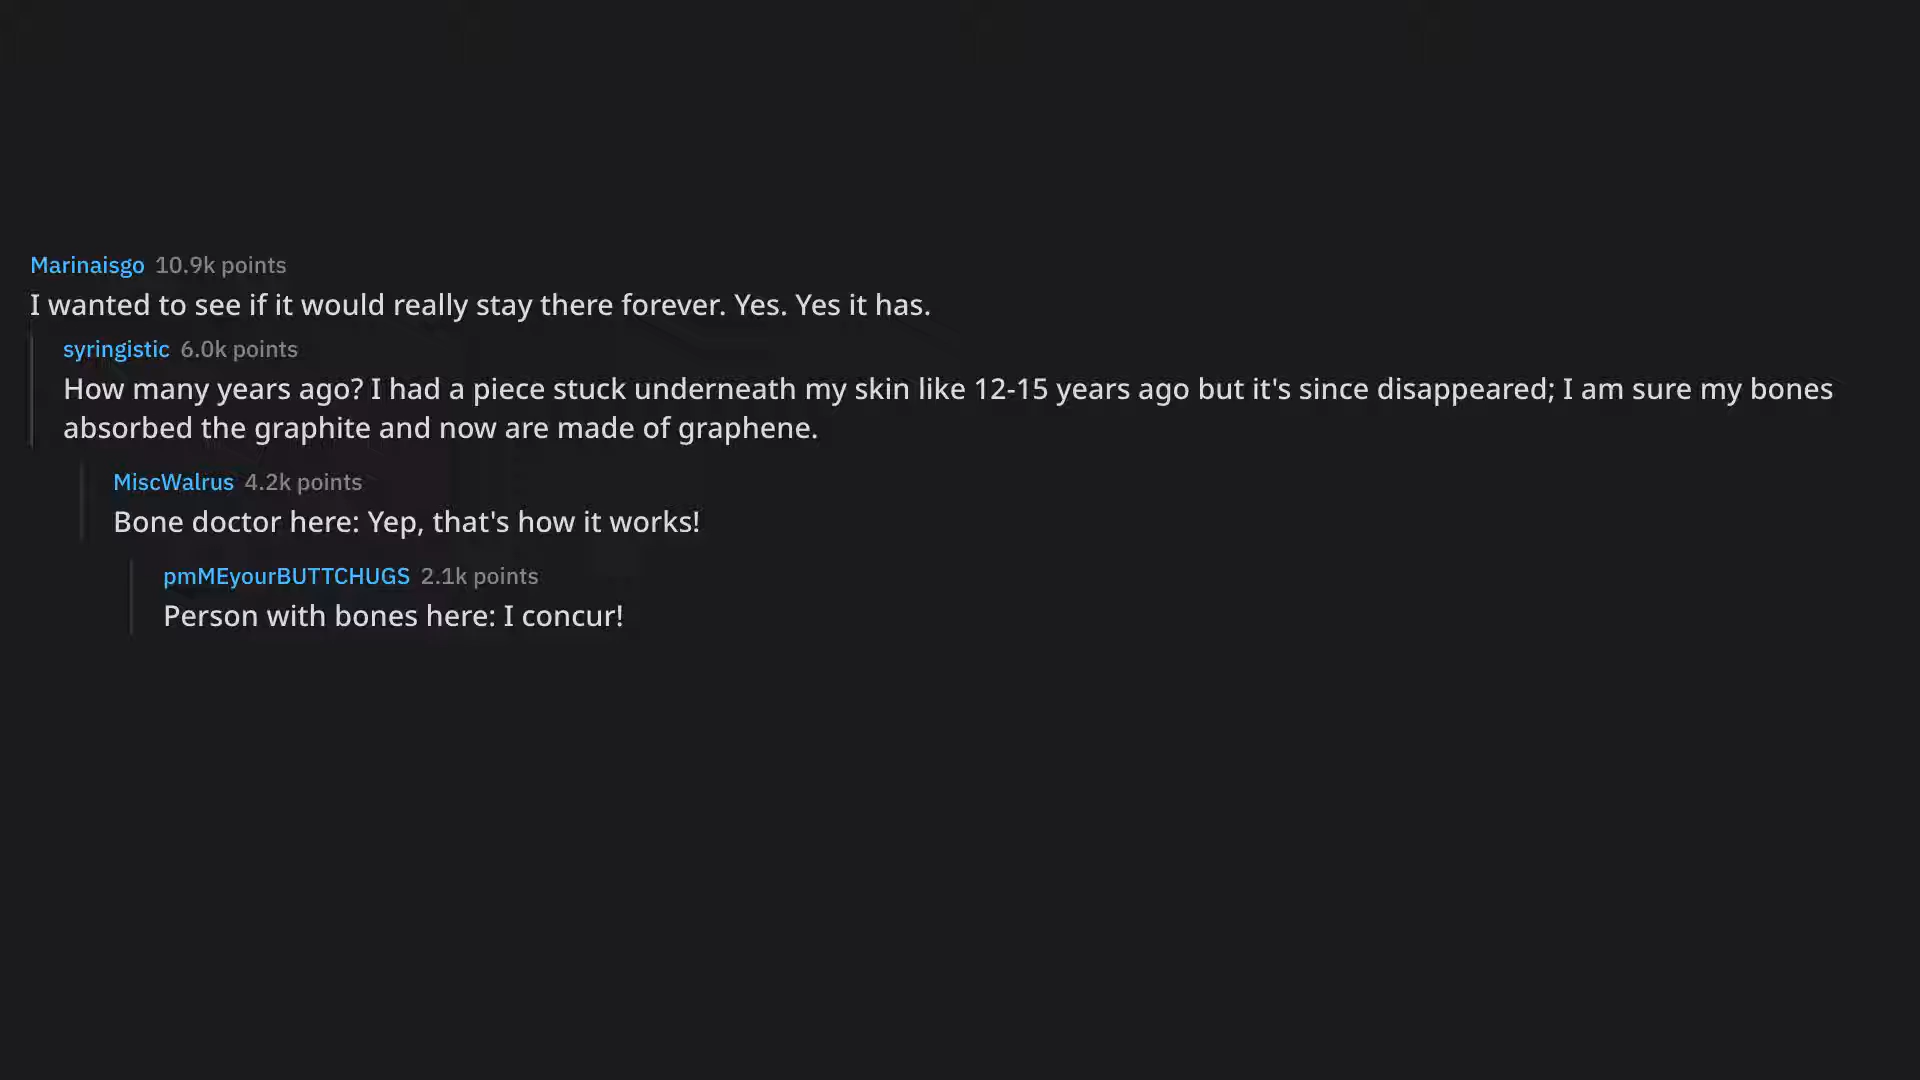 Marinaisgo 10.9k points
I wanted to see if it would really stay there forever. Yes. Yes it has.
syringistic 6.0k points
How many years ago? I had a piece stuck underneath my skin like 12-15 years ago but it's since disappeared; I am sure my bones
absorbed the graphite and now are made of graphene.
MiscWalrus 4.2k points
Bone doctor here: Yep, that's how it works!
pmMEyourBUTTCHUGS 2.1k points
Person with bones here: I concur!